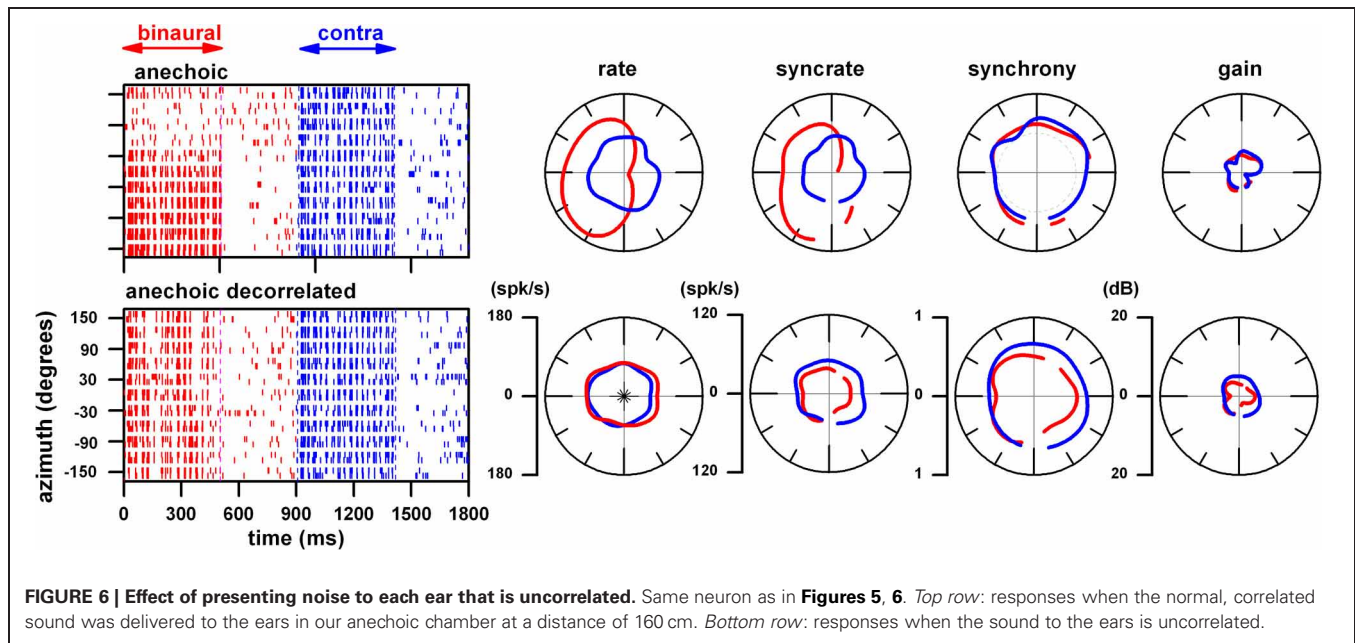 binaural
contra
anechoic
rate
syncrate
synchrony
gain
anechoic decorrelated
(spk/s)
(spk/s)
(dB)
azimuth (degrees)
150
90
30
-30
-90
-150
180
0
180
120
0
120
1
0
1
20
0
20
0 300 600 900 1200 1500 1800
time (ms)
FIGURE 6 | Effect of presenting noise to each ear that is uncorrelated. Same neuron as in Figures 5, 6. Top row: responses when the normal, correlated
sound was delivered to the ears in our anechoic chamber at a distance of 160 cm. Bottom row: responses when the sound to the ears is uncorrelated.